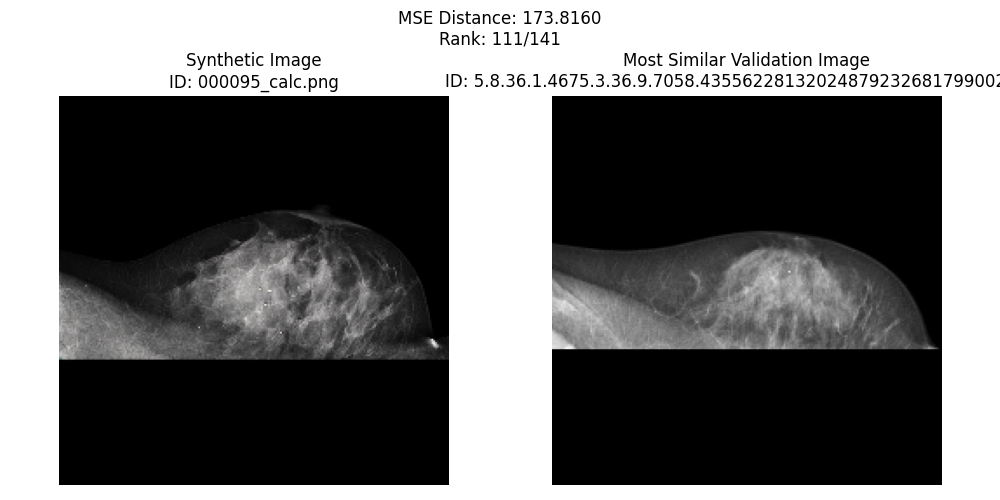 MSE Distance: 173.8160
Rank: 111/141
Synthetic Image
ID: 000095_calc.png
Most Similar Validation Image
ID: 5.8.36.1.4675.3.36.9.7058.43556228132024879232681799002